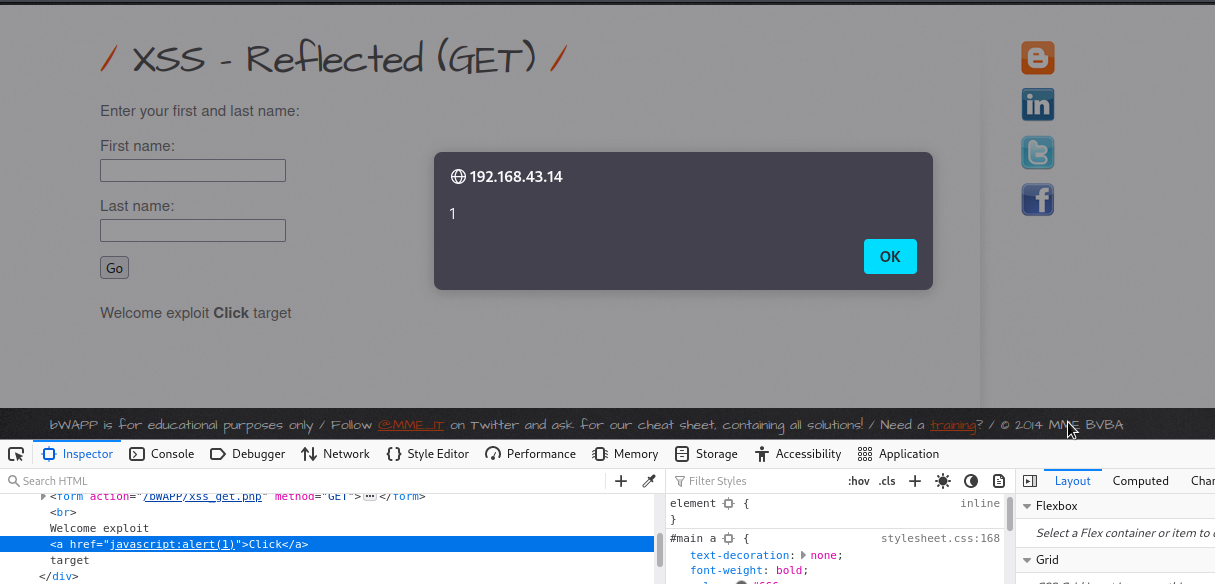 / XSS - Reflected (GET) /
Enter your first and last name:
First name:
Last name:
Go
Welcome exploit Click target
192.168.43.14
1
OK
in
bWAPP is for educational purposes only / Follow @MME_IT on Twitter and ask for our cheat sheet, containing all solutions! / Need a training? / © 2014 MME BVBA
Inspector Console Debugger Network Style Editor Performance Memory Storage Accessibility Application
Search HTML
<form action="/bWAPP/xss_get.php" method="GET"></form>
<br>
Welcome exploit
<a href="javascript:alert(1)">Click</a>
target
</div>
Filter Styles :hov .cls
element { inline
}
#main a { stylesheet.css:168
text-decoration: none;
font-weight: bold;
Layout Computed Chan
Flexbox
Select a Flex container or item to c
Grid